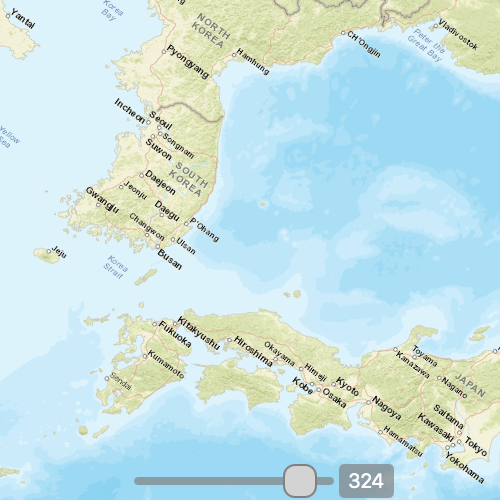 Yantai
Korea
Bay
NORTH
KOREA
Pyongyang
Hamhung
CH'Ongjin
Vladivostok
Peter the
Great Bay
Yellow
Sea
Incheon
Seoul
Songnam
Suwon
SOUTH
KOREA
Daejeon
Jeonju
Gwangju
Daegu
Changwon
P'Ohang
Ulsan
Busan
Jeju
Korea
Strait
Kitakyushu
Fukuoka
Hiroshima
Okayama
Himeji
Kobe
Osaka
Kyoto
Kumamoto
Sendai
Kanazawa
Toyama
Nagano
JAPAN
Nagoya
Hamamatsu
Saitama
Kawasaki
Tokyo
Yokohama
324